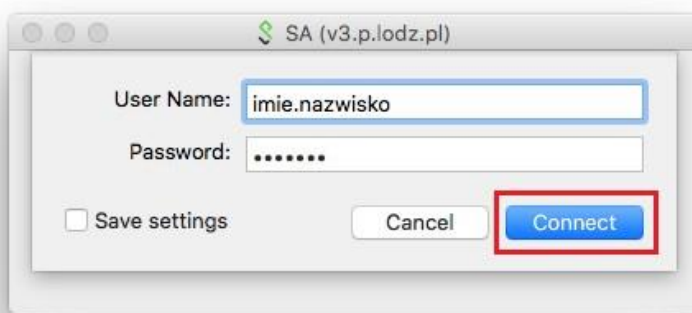 SA (v3.p.lodz.pl)
User Name: imie.nazwisko
Password: •••••••
Save settings Cancel Connect